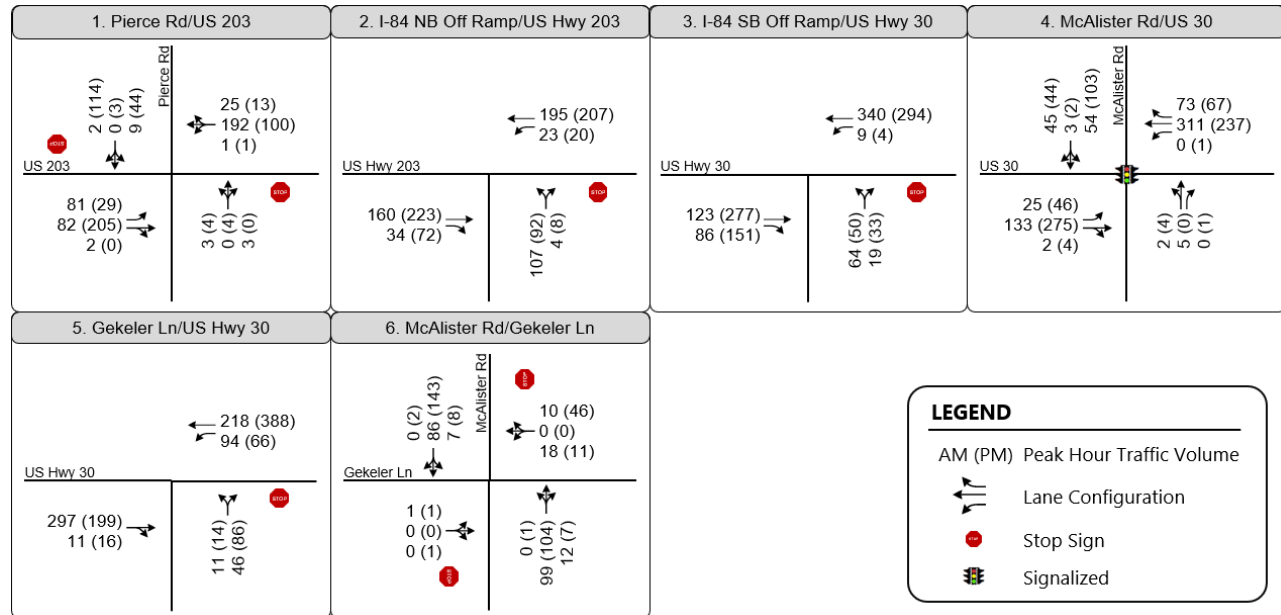 1. Pierce Rd/US 203
2 (114)
0 (3)
9 (44)
Pierce Rd
25 (13)
192 (100)
1 (1)
STOP
US 203
81 (29)
82 (205)
2 (0)
3 (4)
0 (4)
3 (0)
STOP
2. I-84 NB Off Ramp/US Hwy 203
195 (207)
23 (20)
US Hwy 203
160 (223)
34 (72)
107 (92)
4 (8)
STOP
3. I-84 SB Off Ramp/US Hwy 30
340 (294)
9 (4)
US Hwy 30
123 (277)
86 (151)
64 (50)
19 (33)
STOP
4. McAlister Rd/US 30
45 (44)
3 (2)
54 (103)
McAlister Rd
73 (67)
311 (237)
0 (1)
US 30
25 (46)
133 (275)
2 (4)
2 (4)
5 (0)
0 (1)
5. Gekeler Ln/US Hwy 30
218 (388)
94 (66)
US Hwy 30
297 (199)
11 (16)
11 (14)
46 (86)
STOP
6. McAlister Rd/Gekeler Ln
0 (2)
86 (143)
7 (8)
McAlister Rd
STOP
10 (46)
0 (0)
18 (11)
Gekeler Ln
1 (1)
0 (0)
0 (1)
STOP
0 (1)
99 (104)
12 (7)
LEGEND
AM (PM) Peak Hour Traffic Volume
Lane Configuration
STOP Stop Sign
Signalized